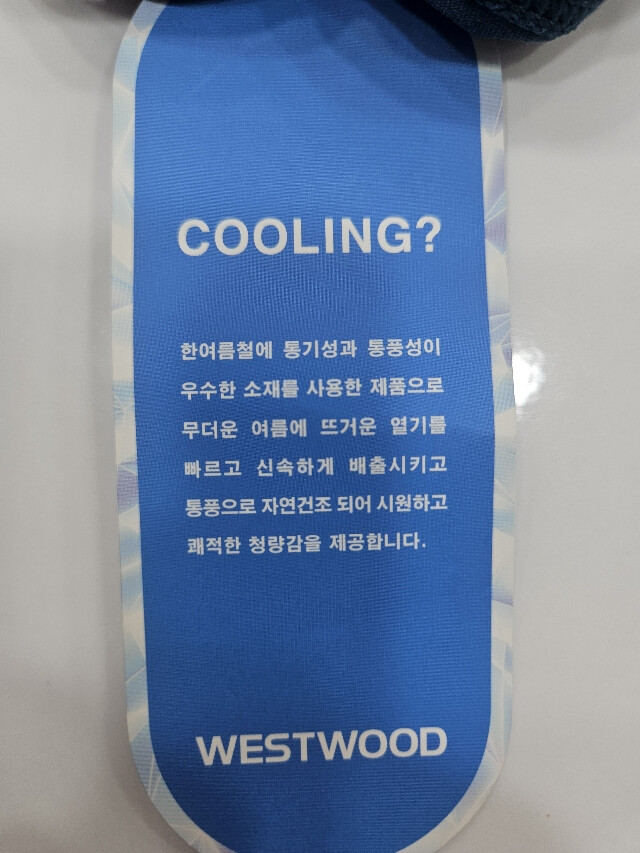 COOLING?
한여름철에 통기성과 통풍성이
우수한 소재를 사용한 제품으로
무더운 여름에 뜨거운 열기를
빠르고 신속하게 배출시키고
통풍으로 자연건조 되어 시원하고
쾌적한 청량감을 제공합니다.
WESTWOOD